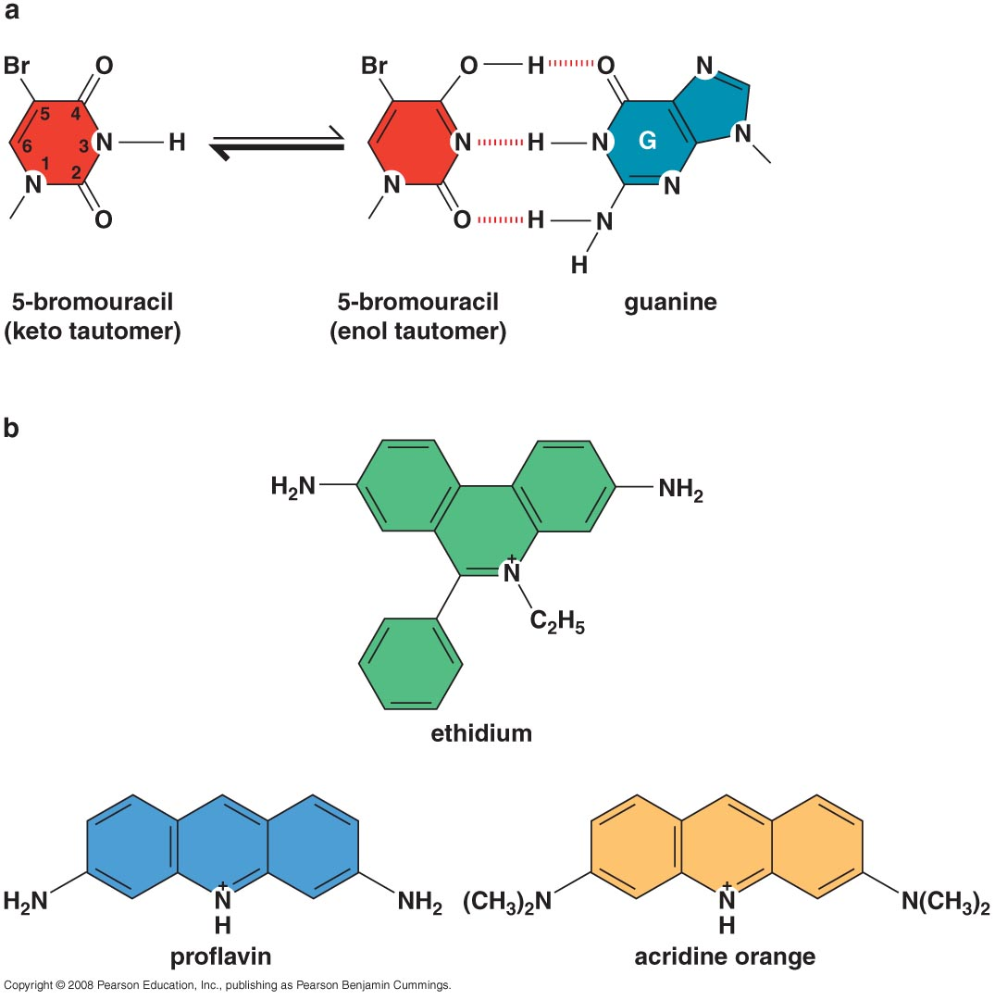 a
Br O Br O H O N
5 4
6 3 N H N H N G N
1 2
N N N
O O H N
H
5-bromouracil 5-bromouracil guanine
(keto tautomer) (enol tautomer)
b
H₂N NH₂
+
N
C₂H₅
ethidium
+ +
H₂N N NH₂ (CH₃)₂N N N(CH₃)₂
H H
proflavin acridine orange
Copyright © 2008 Pearson Education, Inc., publishing as Pearson Benjamin Cummings.